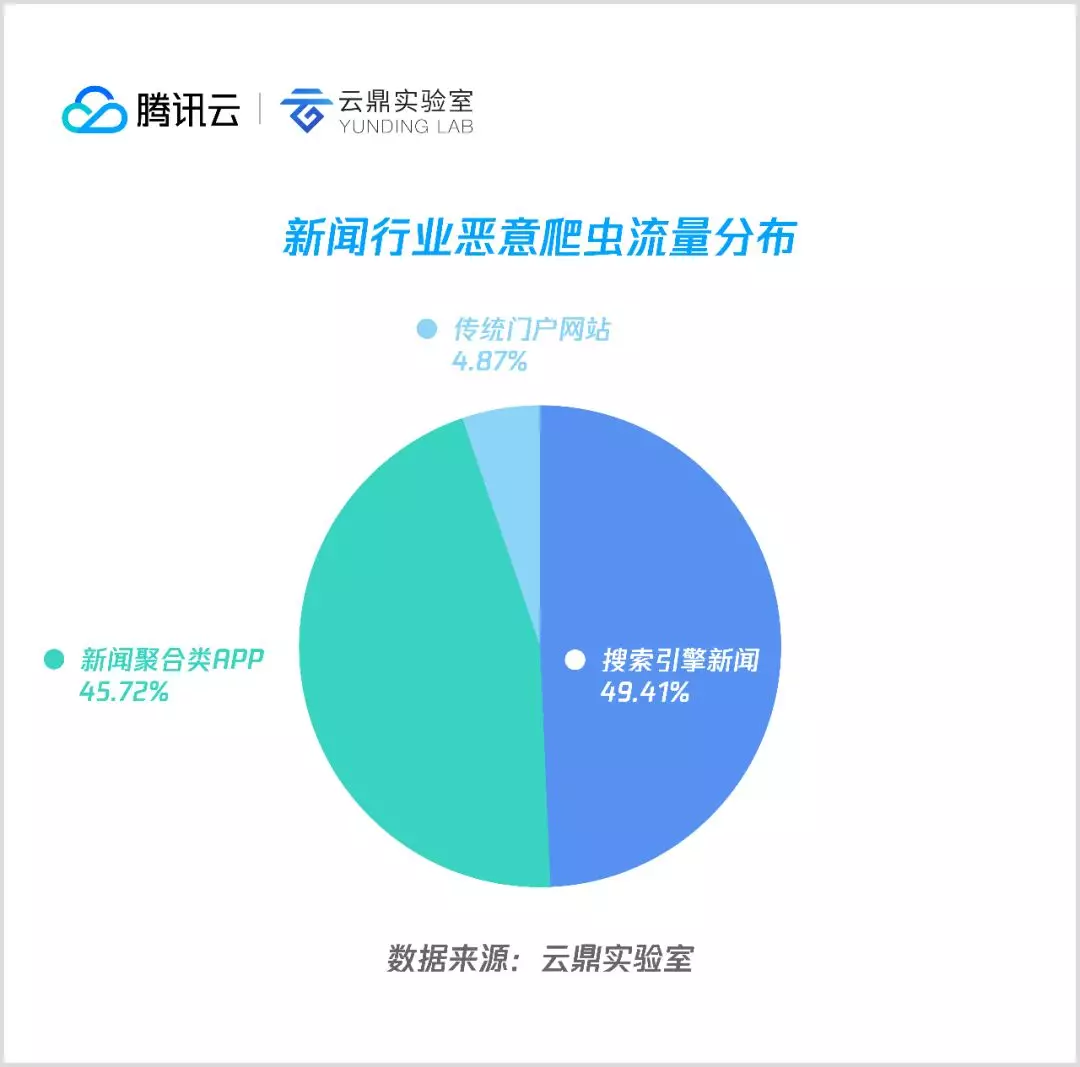 腾讯云
云鼎实验室
YUNDING LAB
新闻行业恶意爬虫流量分布
传统门户网站
4.87%
新闻聚合类APP
45.72%
搜索引擎新闻
49.41%
数据来源：云鼎实验室